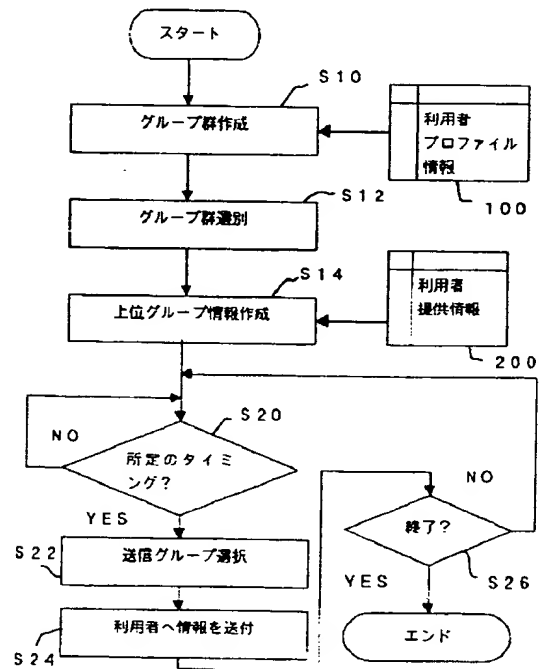 スタート
S10
グループ群作成
利用者
プロファイル
情報
100
S12
グループ群選別
S14
上位グループ情報作成
利用者
提供情報
200
S20
NO
所定のタイミ
ング?
YES
NO
終了?
S22
送信グループ選択
YES
S26
S24
利用者へ情報を送付
エンド